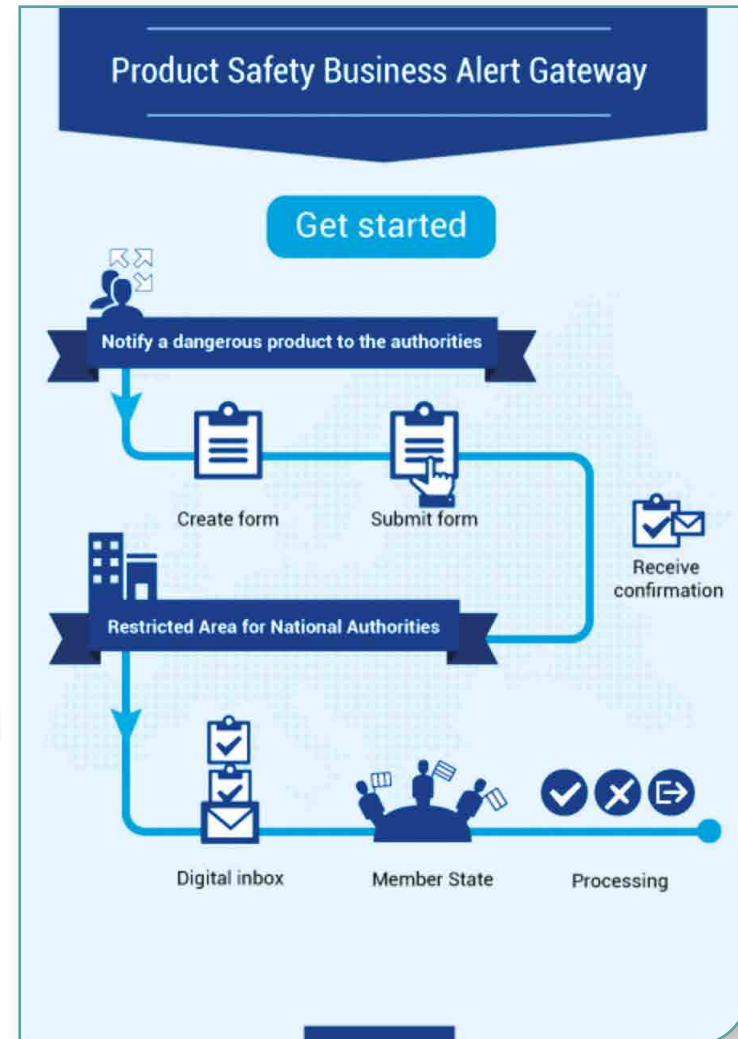 Product Safety Business Alert Gateway
Get started
Notify a dangerous product to the authorities
Create form
Submit form
Receive
confirmation
Restricted Area for National Authorities
Digital inbox
Member State
Processing